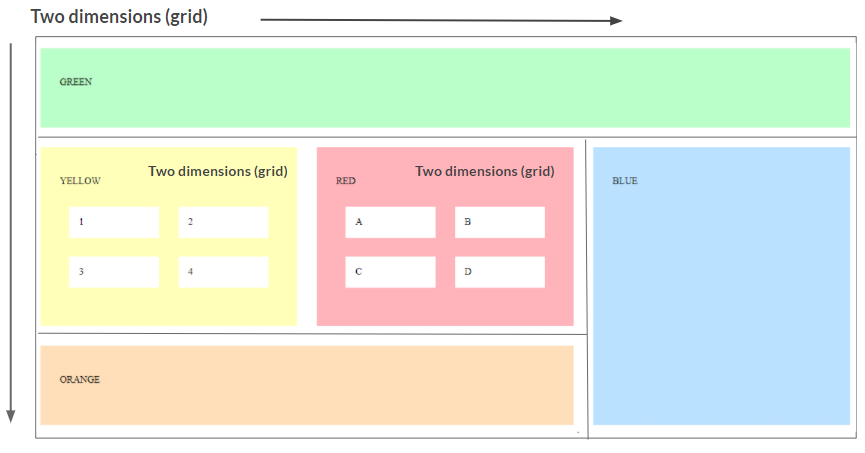 Two dimensions (grid)
GREEN
YELLOW
Two dimensions (grid)
1
2
3
4
RED
Two dimensions (grid)
A
B
C
D
BLUE
ORANGE